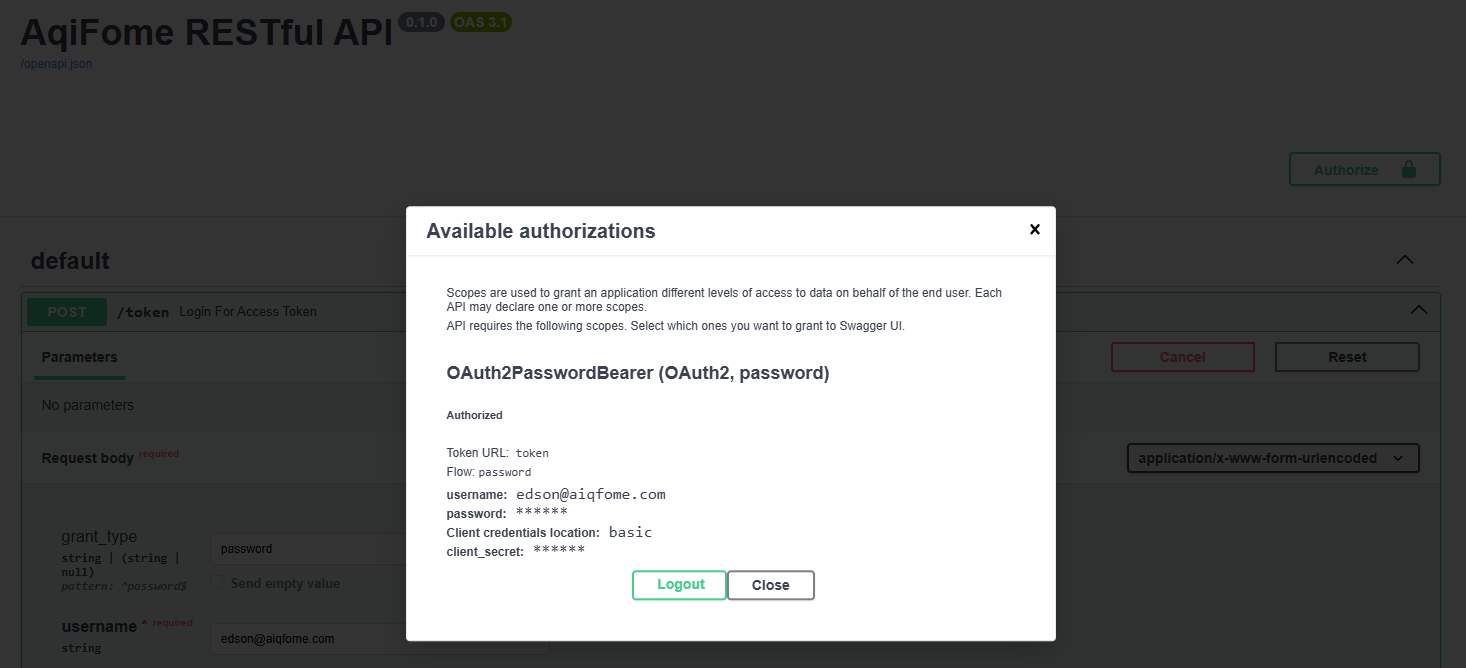 AqiFome RESTful API 0.1.0 OAS 3.1
/openapi.json
Authorize
Available authorizations
Scopes are used to grant an application different levels of access to data on behalf of the end user. Each
API may declare one or more scopes.
API requires the following scopes. Select which ones you want to grant to Swagger UI.
OAuth2PasswordBearer (OAuth2, password)
Authorized
Token URL: token
Flow: password
username: edson@aiqfome.com
password: ******
Client credentials location: basic
client_secret: ******
Logout Close
default
POST /token Login For Access Token
Parameters
Cancel Reset
No parameters
Request body required
application/x-www-form-urlencoded
grant_type
string | (string |
null)
pattern: ^password$
password
Send empty value
username * required
string
edson@aiqfome.com